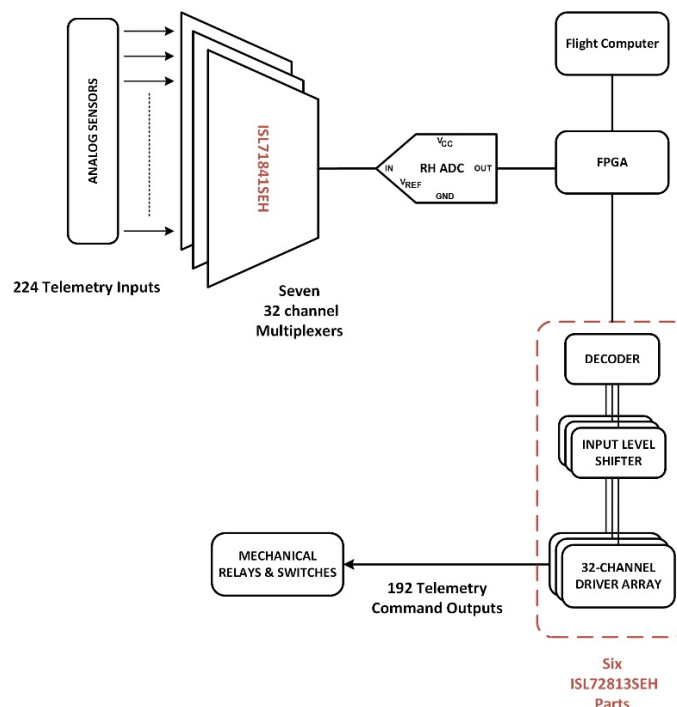 ANALOG SENSORS
224 Telemetry Inputs
ISL71841SEH
Seven
32 channel
Multiplexers
VCC
IN
RH ADC
OUT
VREF
GND
Flight Computer
FPGA
DECODER
INPUT LEVEL
SHIFTER
32-CHANNEL
DRIVER ARRAY
MECHANICAL
RELAYS & SWITCHES
192 Telemetry
Command Outputs
Six
ISL72813SEH
Parts